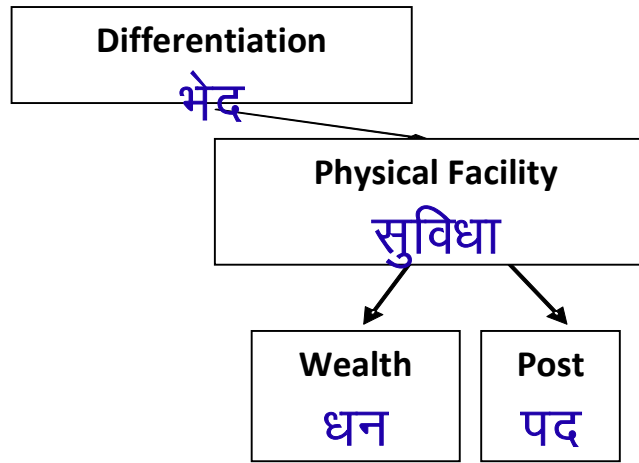 Differentiation
भेद
Physical Facility
सुविधा
Wealth
धन
Post
पद